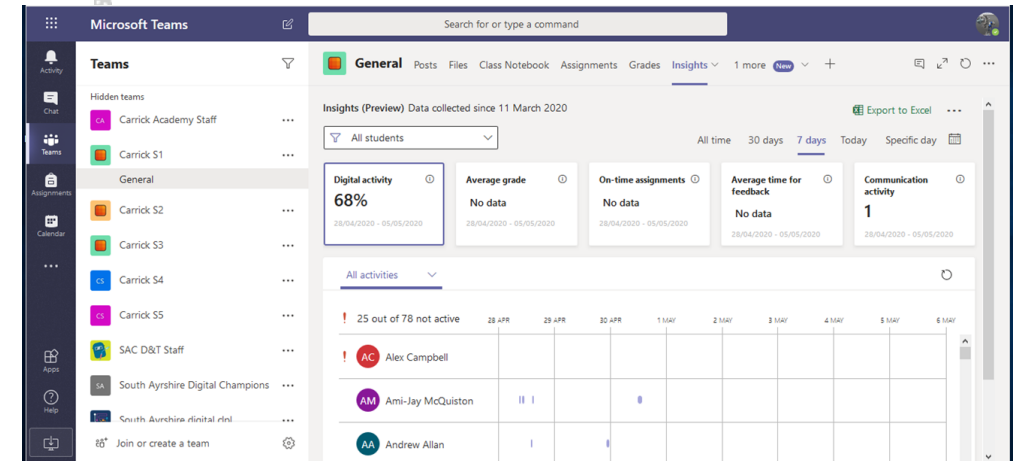 Microsoft Teams
Search for or type a command
Activity
Chat
Teams
Assignments
Calendar
Apps
Help
Teams
Hidden teams
CA Carrick Academy Staff
Carrick S1
General
Carrick S2
Carrick S3
CS Carrick S4
CS Carrick S5
SAC D&T Staff
SA South Ayrshire Digital Champions
South Ayrshire digital clpl
Join or create a team
General Posts Files Class Notebook Assignments Grades Insights 1 more New
Insights (Preview) Data collected since 11 March 2020
Export to Excel
All students
All time 30 days 7 days Today Specific day
Digital activity
68%
28/04/2020 - 05/05/2020
Average grade
No data
28/04/2020 - 05/05/2020
On-time assignments
No data
28/04/2020 - 05/05/2020
Average time for
feedback
No data
28/04/2020 - 05/05/2020
Communication
activity
1
28/04/2020 - 05/05/2020
All activities
! 25 out of 78 not active 28 APR 29 APR 30 APR 1 MAY 2 MAY 3 MAY 4 MAY 5 MAY 6 MAY
! AC Alex Campbell
AM Ami-Jay McQuiston
AA Andrew Allan